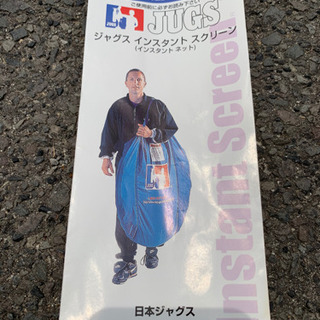 ご使用前に必ずお読み下さい
JUGS
ジャグス インスタント スクリーン
(インスタント ネット)
Instant Screen
日本ジャグス